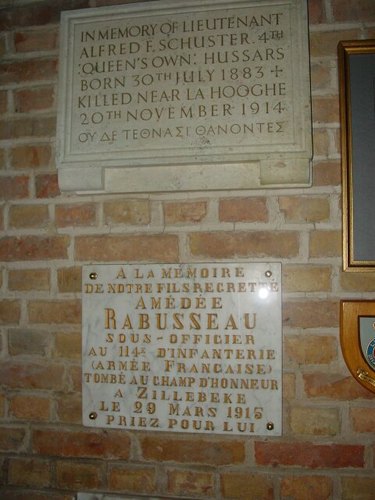 IN MEMORY OF LIEUTENANT
ALFRED F. SCHUSTER. 4TH
:QUEEN'S OWN: HUSSARS
BORN 30TH JULY 1883 +
KILLED NEAR LA HOOGHE
20TH NOVEMBER 1914
ΟΥΔΕ ΤΕΘΝΑΣΙ ΘΑΝΟΝΤΕΣ
A LA MÉMOIRE
DE NOTRE FILS REGRETTÉ
AMÉDÉE
RABUSSEAU
SOUS-OFFICIER
AU 114E D'INFANTERIE
(ARMÉE FRANÇAISE)
TOMBÉ AU CHAMP D'HONNEUR
A ZILLEBEKE
LE 29 MARS 1915
PRIEZ POUR LUI